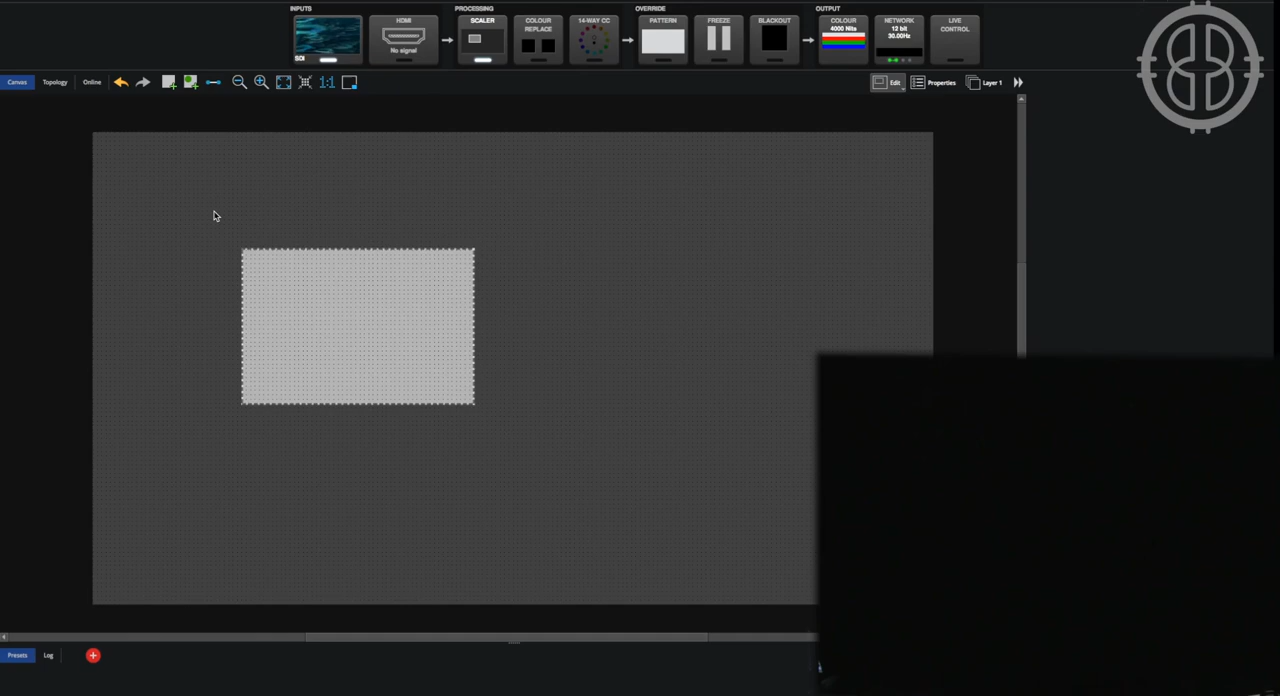 INPUTS
PROCESSING
OVERRIDE
OUTPUT
SDI
HDMI
No signal
SCALER
COLOUR
REPLACE
14-WAY CC
PATTERN
FREEZE
BLACKOUT
COLOUR
4000 Nits
NETWORK
12 bit
30.00Hz
LIVE
CONTROL
Canvas
Topology
Online
1:1
Edit
Properties
Layer 1
Presets
Log